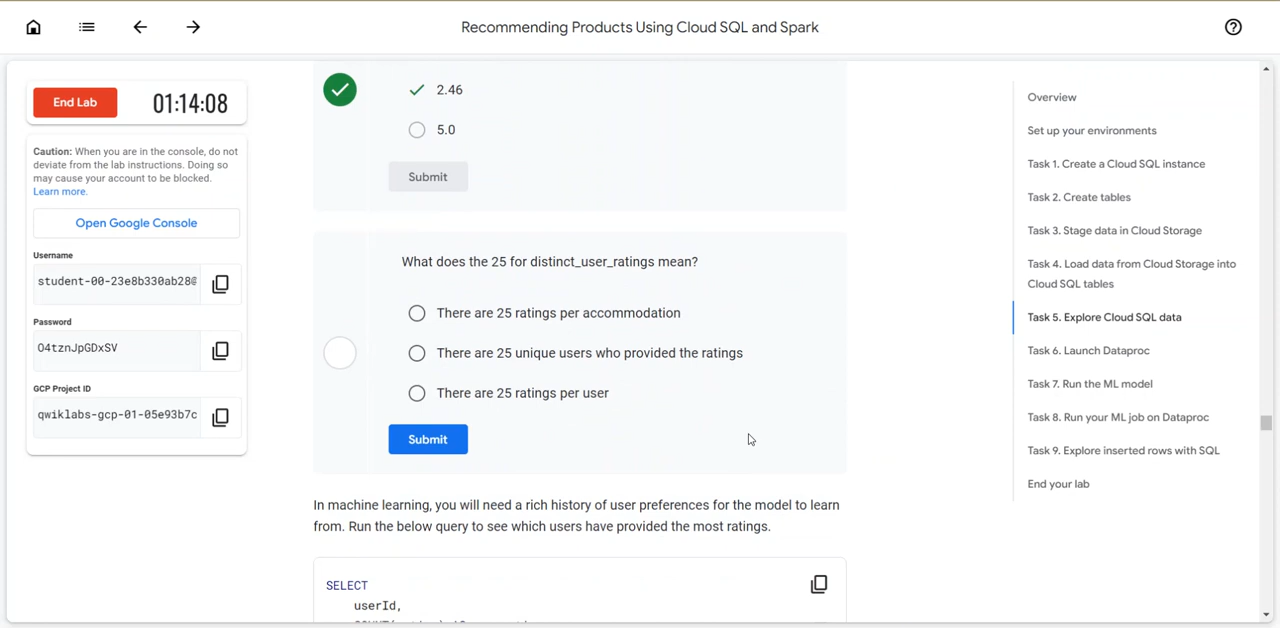 Recommending Products Using Cloud SQL and Spark
End Lab
01:14:08
Caution: When you are in the console, do not
deviate from the lab instructions. Doing so
may cause your account to be blocked.
Learn more.
Open Google Console
Username
student-00-23e8b330ab28@
Password
O4tznJpGDxSV
GCP Project ID
qwiklabs-gcp-01-05e93b7c
2.46
5.0
Submit
What does the 25 for distinct_user_ratings mean?
There are 25 ratings per accommodation
There are 25 unique users who provided the ratings
There are 25 ratings per user
Submit
In machine learning, you will need a rich history of user preferences for the model to learn
from. Run the below query to see which users have provided the most ratings.
SELECT
userId,
Overview
Set up your environments
Task 1. Create a Cloud SQL instance
Task 2. Create tables
Task 3. Stage data in Cloud Storage
Task 4. Load data from Cloud Storage into
Cloud SQL tables
Task 5. Explore Cloud SQL data
Task 6. Launch Dataproc
Task 7. Run the ML model
Task 8. Run your ML job on Dataproc
Task 9. Explore inserted rows with SQL
End your lab